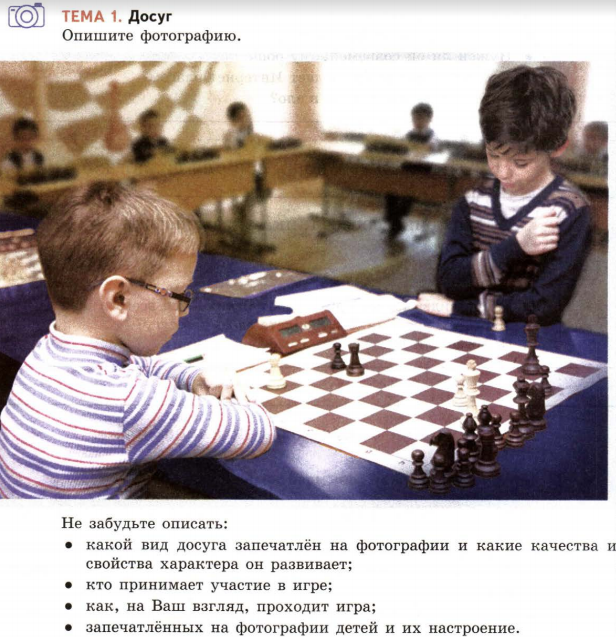 ТЕМА 1. Досуг
Опишите фотографию.
Не забудьте описать:
• какой вид досуга запечатлён на фотографии и какие качества и
свойства характера он развивает;
• кто принимает участие в игре;
• как, на Ваш взгляд, проходит игра;
• запечатлённых на фотографии детей и их настроение.